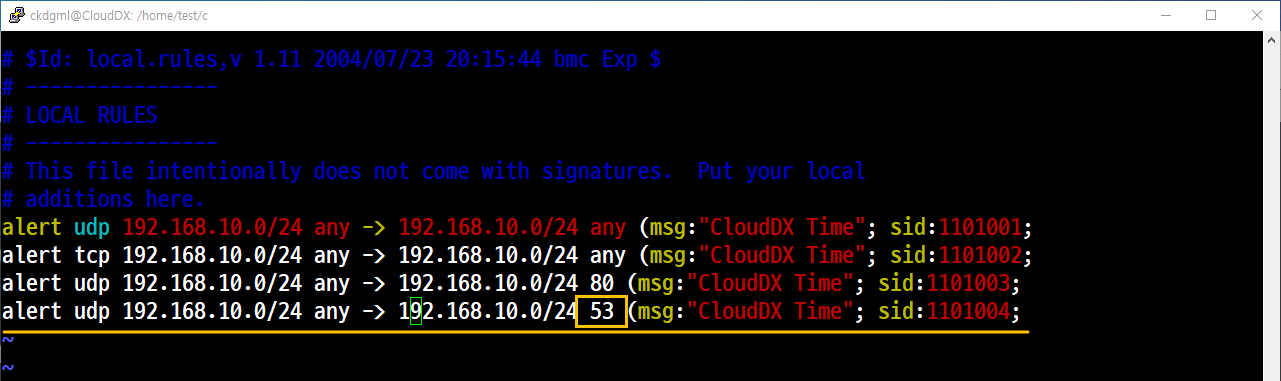 ckdgml@CloudDX: /home/test/c
# $Id: local.rules,v 1.11 2004/07/23 20:15:44 bmc Exp $
# ----------------
# LOCAL RULES
# ----------------
# This file intentionally does not come with signatures.  Put your local
# additions here.
alert udp 192.168.10.0/24 any -> 192.168.10.0/24 any (msg:"CloudDX Time"; sid:1101001;
alert tcp 192.168.10.0/24 any -> 192.168.10.0/24 any (msg:"CloudDX Time"; sid:1101002;
alert udp 192.168.10.0/24 any -> 192.168.10.0/24 80 (msg:"CloudDX Time"; sid:1101003;
alert udp 192.168.10.0/24 any -> 192.168.10.0/24 53 (msg:"CloudDX Time"; sid:1101004;
~
~